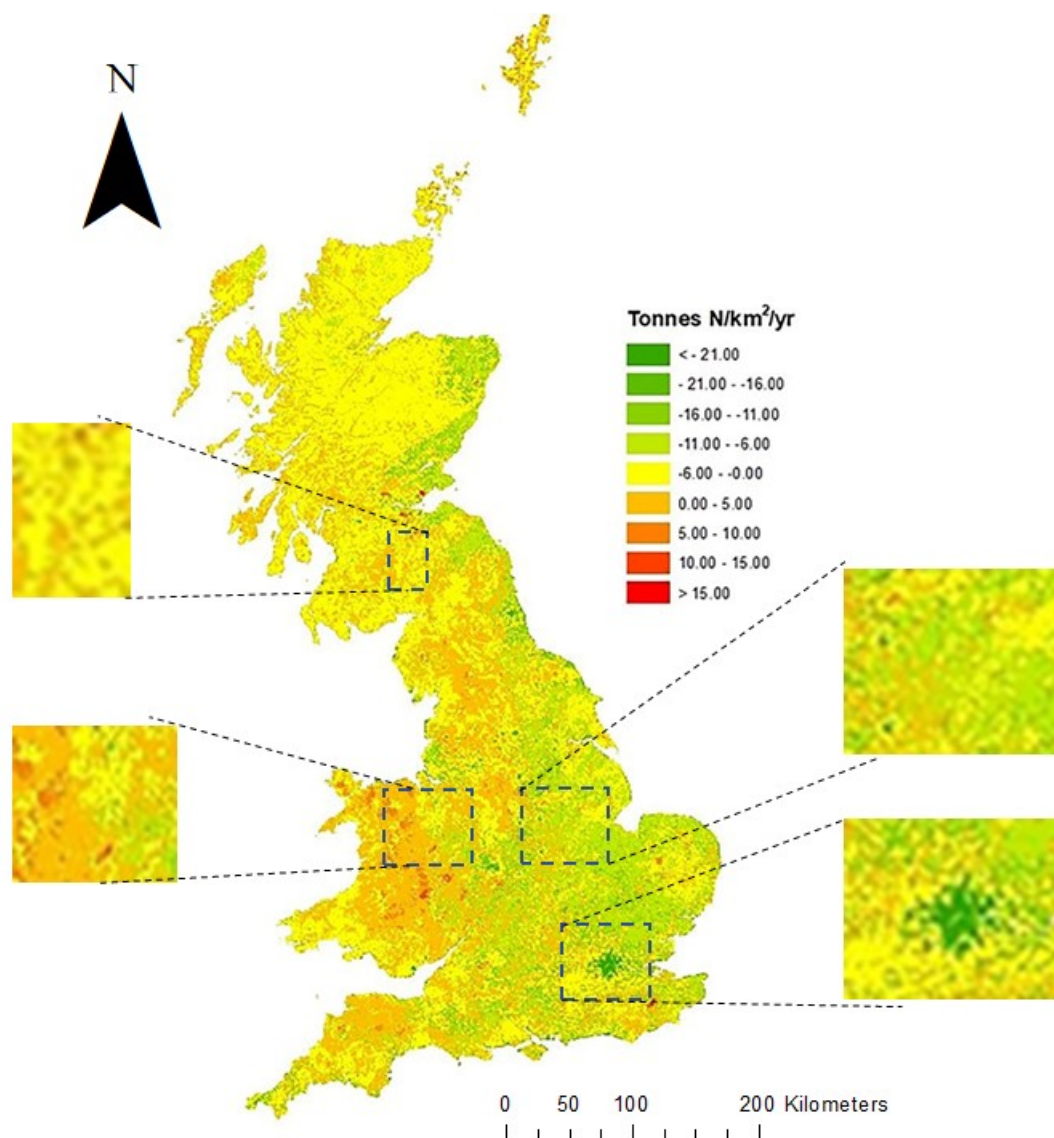 N
Tonnes N/km²/yr
< - 21.00
- 21.00 - -16.00
-16.00 - -11.00
-11.00 - -6.00
-6.00 - -0.00
0.00 - 5.00
5.00 - 10.00
10.00 - 15.00
> 15.00
0 50 100 200 Kilometers